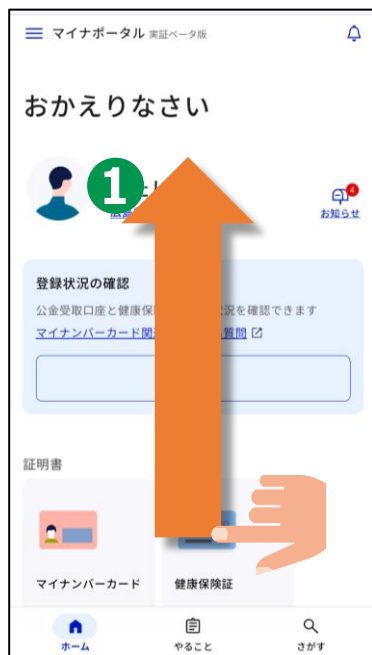 マイナポータル 実証ベータ版
おかえりなさい
1
4
お知らせ
登録状況の確認
公金受取口座と健康保 況を確認できます
マイナンバーカード関 質問
証明書
マイナンバーカード
健康保険証
ホーム
やること
さがす